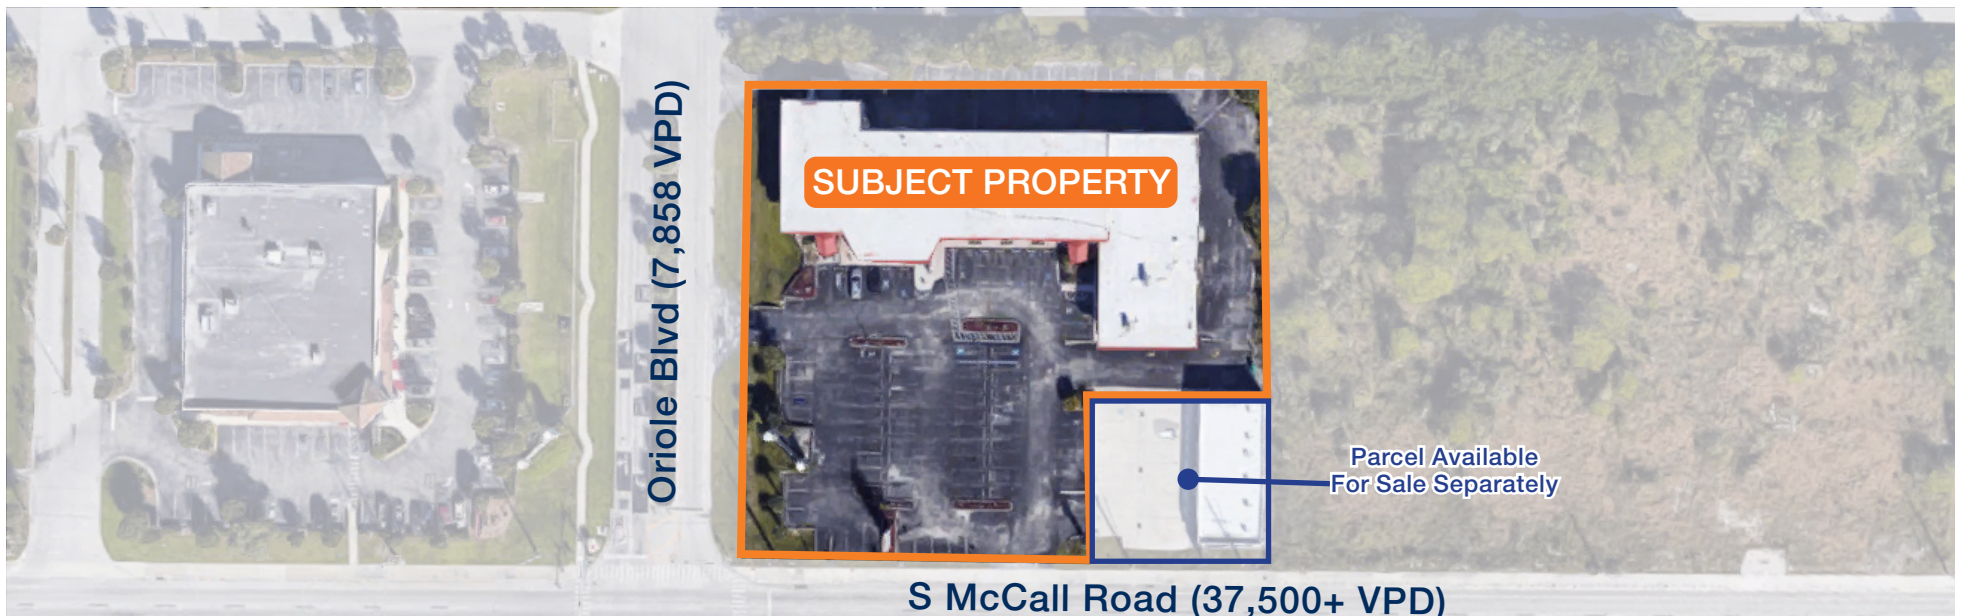 Oriole Blvd (7,858 VPD)
SUBJECT PROPERTY
Parcel Available
For Sale Separately
S McCall Road (37,500+ VPD)